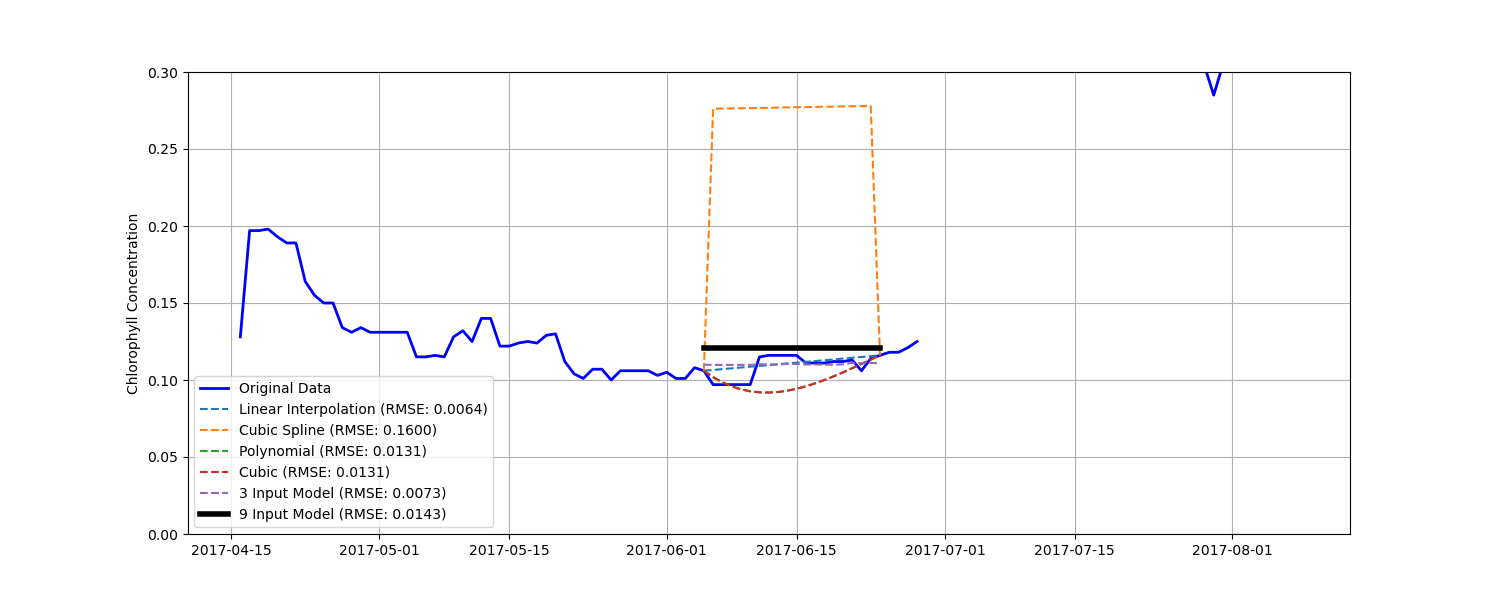 0.30
0.25
0.20
0.15
0.10
0.05
0.00
Chlorophyll Concentration
Original Data
Linear Interpolation (RMSE: 0.0064)
Cubic Spline (RMSE: 0.1600)
Polynomial (RMSE: 0.0131)
Cubic (RMSE: 0.0131)
3 Input Model (RMSE: 0.0073)
9 Input Model (RMSE: 0.0143)
2017-04-15 2017-05-01 2017-05-15 2017-06-01 2017-06-15 2017-07-01 2017-07-15 2017-08-01